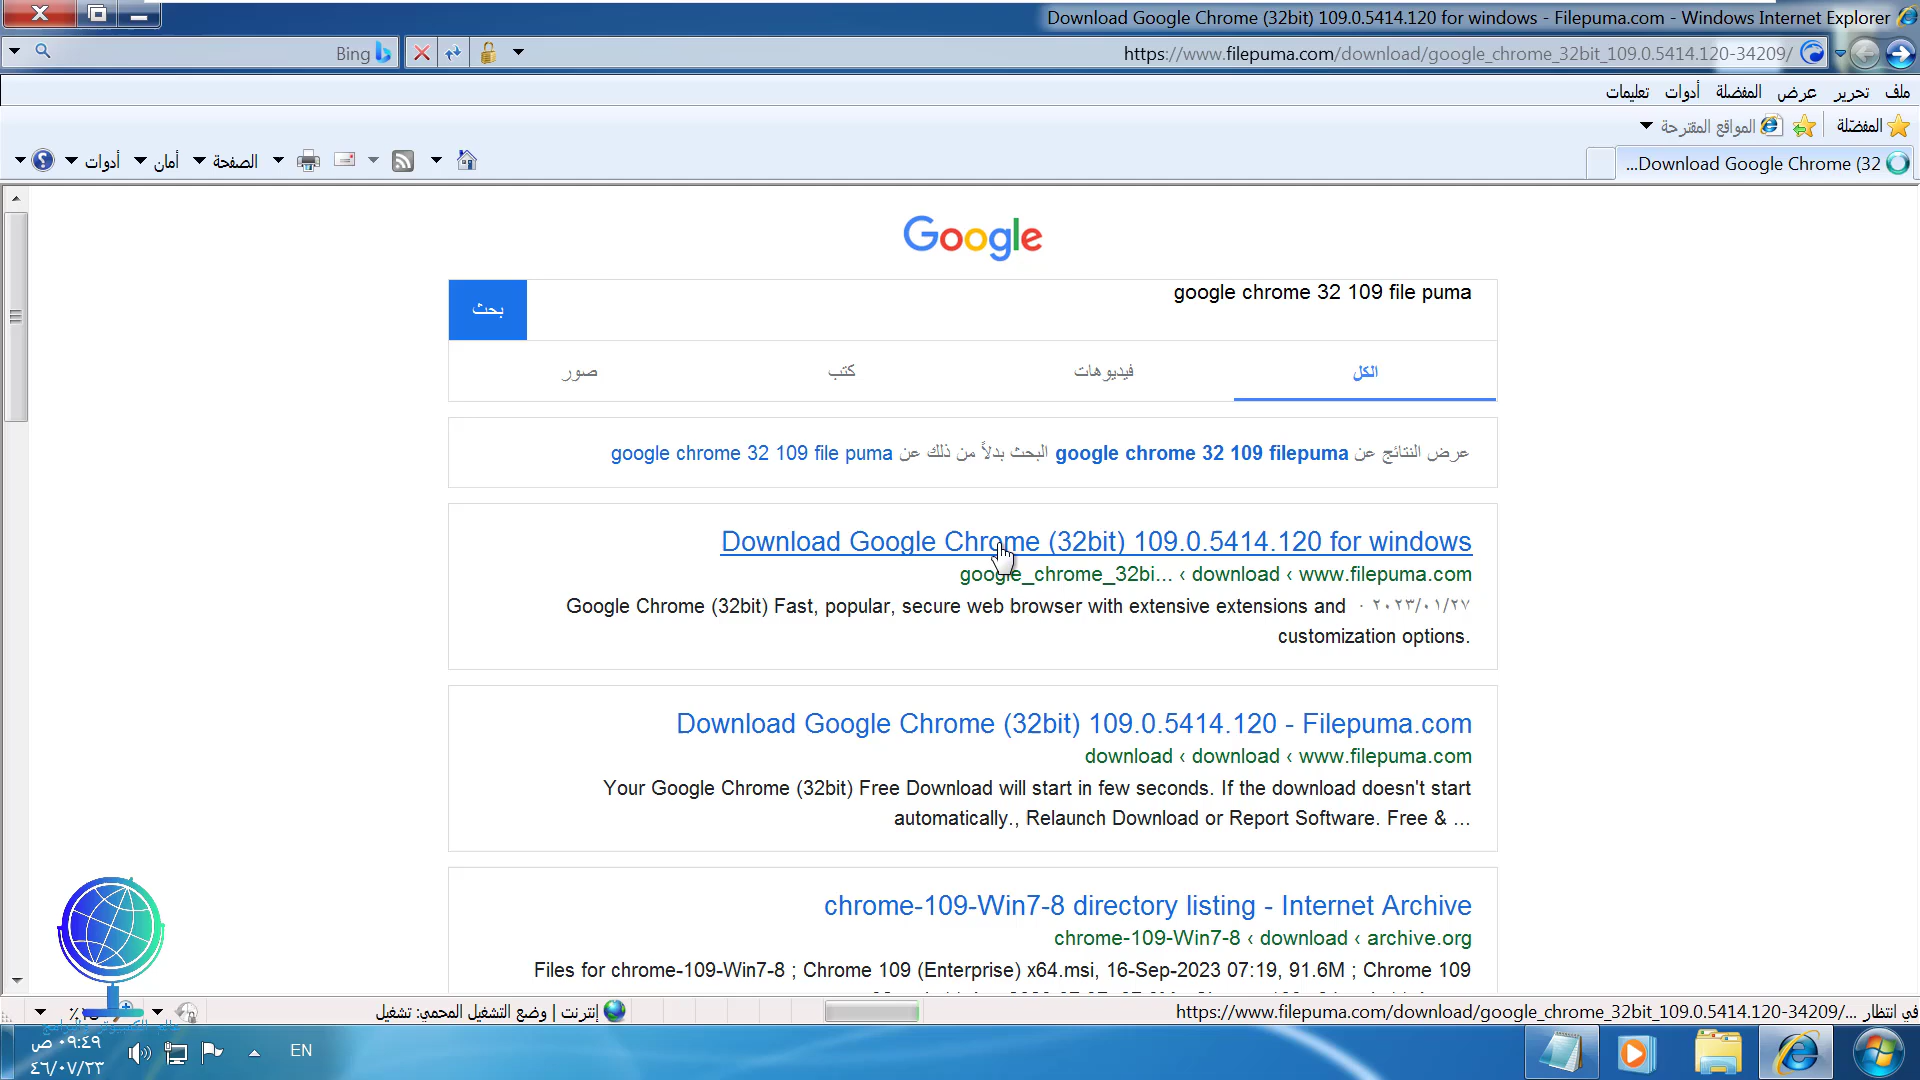 Download Google Chrome (32bit) 109.0.5414.120 for windows - Filepuma.com - Windows Internet Explorer
https://www.filepuma.com/download/google_chrome_32bit_109.0.5414.120-34209/
Bing
ملف تحرير عرض المفضلة أدوات تعليمات
المفضّلة المواقع المقترحة
Download Google Chrome (32...
الصفحة أمان أدوات
Google
google chrome 32 109 file puma
بحث
الكل فيديوهات كتب صور
عرض النتائج عن google chrome 32 109 filepuma البحث بدلاً من ذلك عن google chrome 32 109 file puma
Download Google Chrome (32bit) 109.0.5414.120 for windows
www.filepuma.com › download › google_chrome_32bi...
٢٠٢٣/٠١/٢٧ · Google Chrome (32bit) Fast, popular, secure web browser with extensive extensions and
customization options.
Download Google Chrome (32bit) 109.0.5414.120 - Filepuma.com
www.filepuma.com › download › download
Your Google Chrome (32bit) Free Download will start in few seconds. If the download doesn't start
automatically., Relaunch Download or Report Software. Free & ...
chrome-109-Win7-8 directory listing - Internet Archive
archive.org › download › chrome-109-Win7-8
Files for chrome-109-Win7-8 ; Chrome 109 (Enterprise) x64.msi, 16-Sep-2023 07:19, 91.6M ; Chrome 109
في انتظار https://www.filepuma.com/download/google_chrome_32bit_109.0.5414.120-34209/...
إنترنت | وضع التشغيل المحمي: تشغيل
EN
٠٩:٤٩ ص
٤٦/٠٧/٢٣